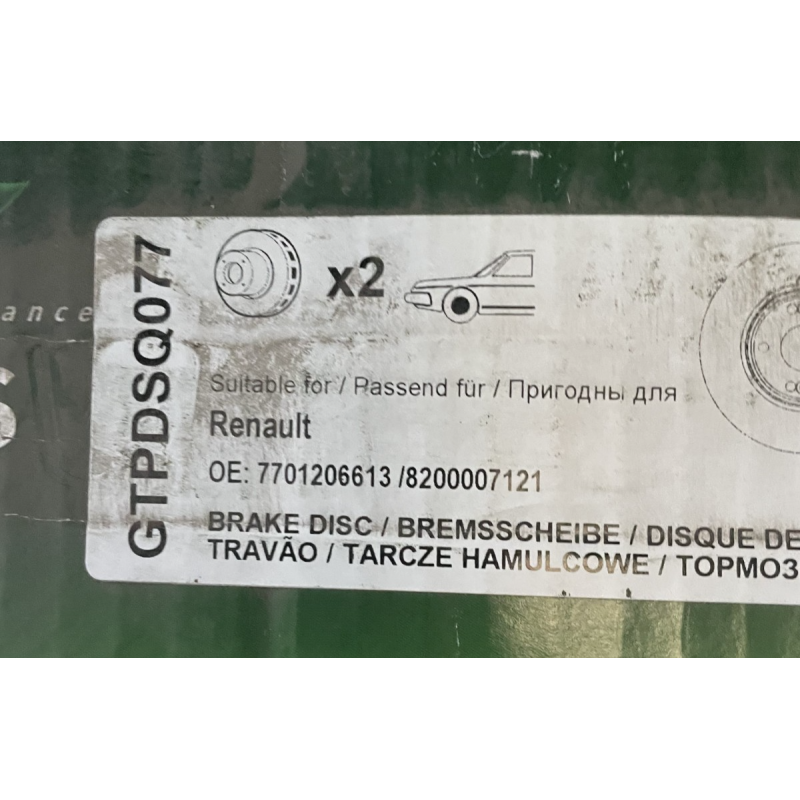 ance
S
GTPDSQ077
x2
Suitable for / Passend für / Пригодны для
Renault
OE: 7701206613 /8200007121
BRAKE DISC / BREMSSCHEIBE / DISQUE DE
TRAVÃO / TARCZE HAMULCOWE / ТОРМОЗ